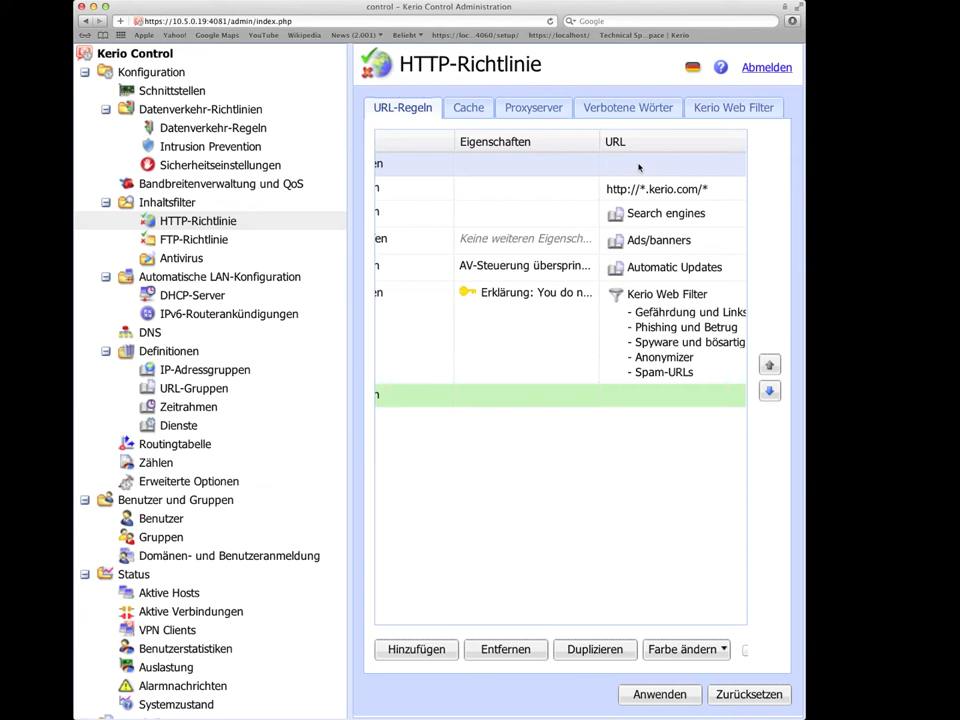 control – Kerio Control Administration
https://10.5.0.19:4081/admin/index.php
Google
Apple Yahoo! Google Maps YouTube Wikipedia News (2.001) Beliebt https://loc...4060/setup/ https://localhost/ Technical Sp...pace | Kerio
Kerio Control
Konfiguration
Schnittstellen
Datenverkehr-Richtlinien
Datenverkehr-Regeln
Intrusion Prevention
Sicherheitseinstellungen
Bandbreitenverwaltung und QoS
Inhaltsfilter
HTTP-Richtlinie
FTP-Richtlinie
Antivirus
Automatische LAN-Konfiguration
DHCP-Server
IPv6-Routerankündigungen
DNS
Definitionen
IP-Adressgruppen
URL-Gruppen
Zeitrahmen
Dienste
Routingtabelle
Zählen
Erweiterte Optionen
Benutzer und Gruppen
Benutzer
Gruppen
Domänen- und Benutzeranmeldung
Status
Aktive Hosts
Aktive Verbindungen
VPN Clients
Benutzerstatistiken
Auslastung
Alarmnachrichten
Systemzustand
HTTP-Richtlinie
Abmelden
URL-Regeln Cache Proxyserver Verbotene Wörter Kerio Web Filter
Eigenschaften URL
en
n http://*.kerio.com/*
n Search engines
en Keine weiteren Eigensch... Ads/banners
n AV-Steuerung übersprin... Automatic Updates
en Erklärung: You do n... Kerio Web Filter
- Gefährdung und Links
- Phishing und Betrug
- Spyware und bösartig
- Anonymizer
- Spam-URLs
n
Hinzufügen Entfernen Duplizieren Farbe ändern
Anwenden Zurücksetzen